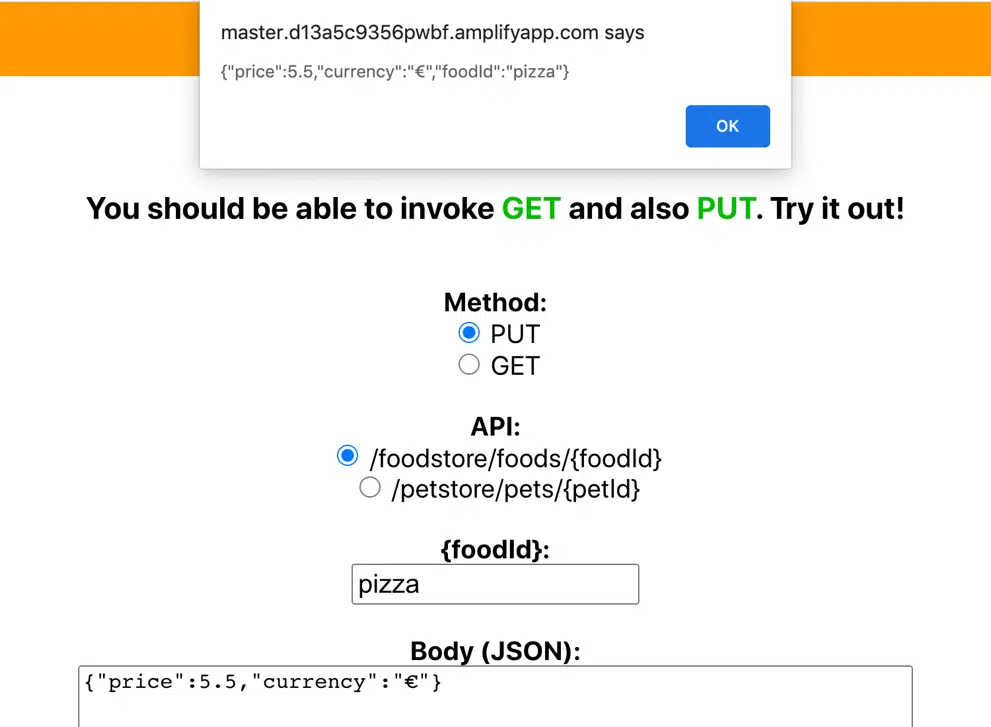 master.d13a5c9356pwbf.amplifyapp.com says
{"price":5.5,"currency":"€","foodId":"pizza"}
OK
You should be able to invoke GET and also PUT. Try it out!
Method:
PUT
GET
API:
/foodstore/foods/{foodId}
/petstore/pets/{petId}
{foodId}:
pizza
Body (JSON):
{"price":5.5,"currency":"€"}